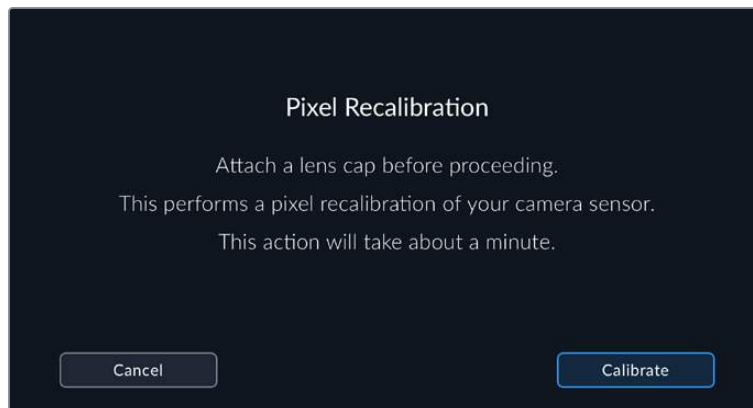 Pixel Recalibration
Attach a lens cap before proceeding.
This performs a pixel recalibration of your camera sensor.
This action will take about a minute.
Cancel
Calibrate